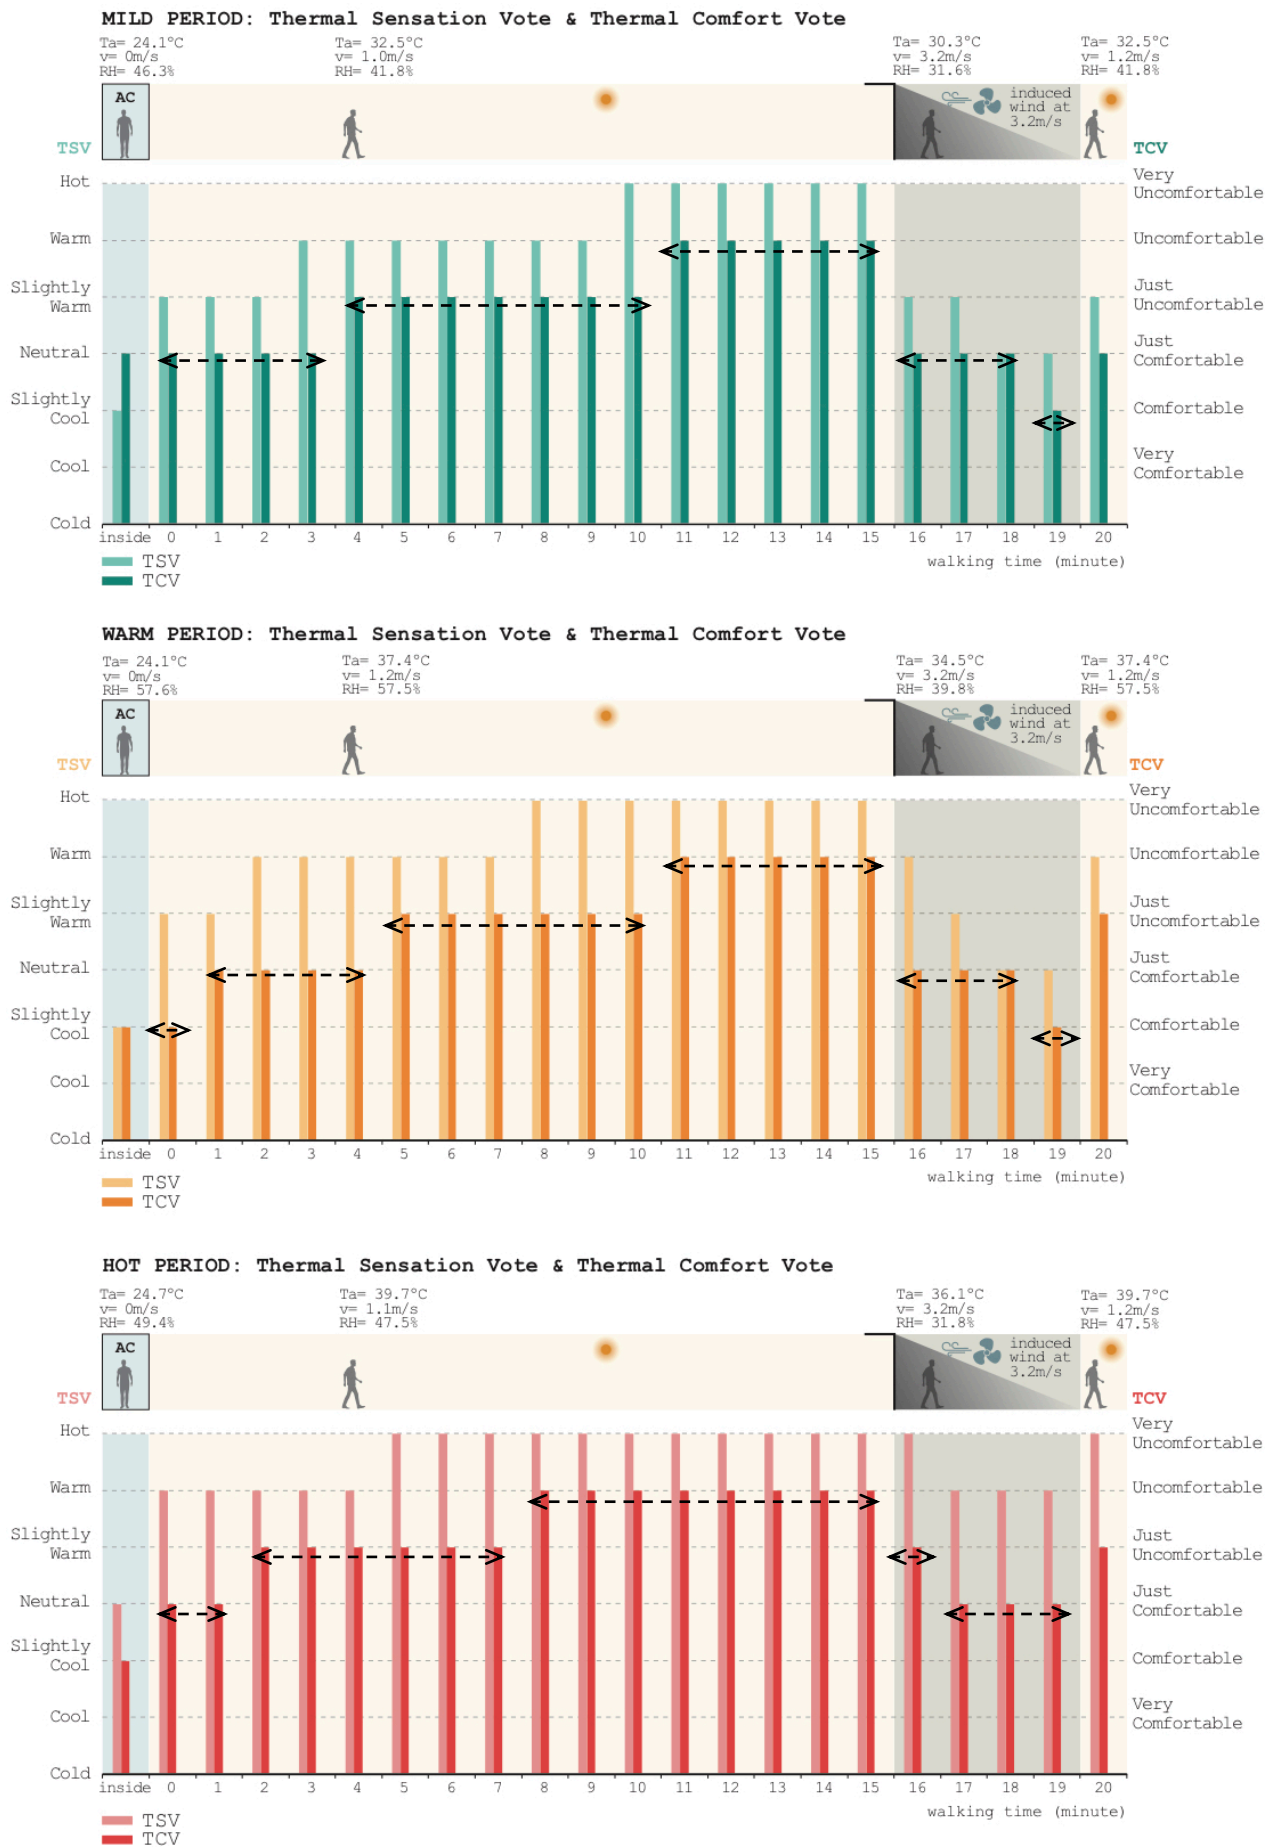 MILD PERIOD: Thermal Sensation Vote & Thermal Comfort Vote
Ta= 24.1°C
v= 0m/s
RH= 46.3%
Ta= 32.5°C
v= 1.0m/s
RH= 41.8%
Ta= 30.3°C
v= 3.2m/s
RH= 31.6%
Ta= 32.5°C
v= 1.2m/s
RH= 41.8%
AC
induced
wind at
3.2m/s
TSV
TCV
Hot
Warm
Slightly
Warm
Neutral
Slightly
Cool
Cool
Cold
Very
Uncomfortable
Uncomfortable
Just
Uncomfortable
Just
Comfortable
Comfortable
Very
Comfortable
inside 0 1 2 3 4 5 6 7 8 9 10 11 12 13 14 15 16 17 18 19 20
walking time (minute)
TSV
TCV
WARM PERIOD: Thermal Sensation Vote & Thermal Comfort Vote
Ta= 24.1°C
v= 0m/s
RH= 57.6%
Ta= 37.4°C
v= 1.2m/s
RH= 57.5%
Ta= 34.5°C
v= 3.2m/s
RH= 39.8%
Ta= 37.4°C
v= 1.2m/s
RH= 57.5%
AC
induced
wind at
3.2m/s
TSV
TCV
Hot
Warm
Slightly
Warm
Neutral
Slightly
Cool
Cool
Cold
Very
Uncomfortable
Uncomfortable
Just
Uncomfortable
Just
Comfortable
Comfortable
Very
Comfortable
inside 0 1 2 3 4 5 6 7 8 9 10 11 12 13 14 15 16 17 18 19 20
walking time (minute)
TSV
TCV
HOT PERIOD: Thermal Sensation Vote & Thermal Comfort Vote
Ta= 24.7°C
v= 0m/s
RH= 49.4%
Ta= 39.7°C
v= 1.1m/s
RH= 47.5%
Ta= 36.1°C
v= 3.2m/s
RH= 31.8%
Ta= 39.7°C
v= 1.2m/s
RH= 47.5%
AC
induced
wind at
3.2m/s
TSV
TCV
Hot
Warm
Slightly
Warm
Neutral
Slightly
Cool
Cool
Cold
Very
Uncomfortable
Uncomfortable
Just
Uncomfortable
Just
Comfortable
Comfortable
Very
Comfortable
inside 0 1 2 3 4 5 6 7 8 9 10 11 12 13 14 15 16 17 18 19 20
walking time (minute)
TSV
TCV